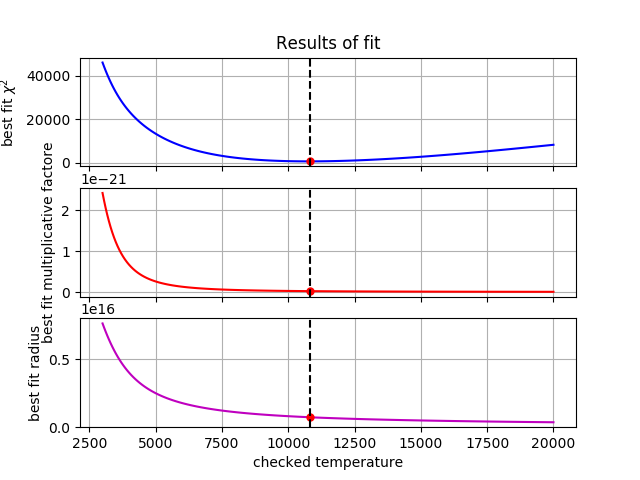 Results of fit
best fit χ²
40000
20000
0
1e−21
best fit multiplicative factore
2
1
0
1e16
best fit radius
0.5
0.0
2500 5000 7500 10000 12500 15000 17500 20000
checked temperature